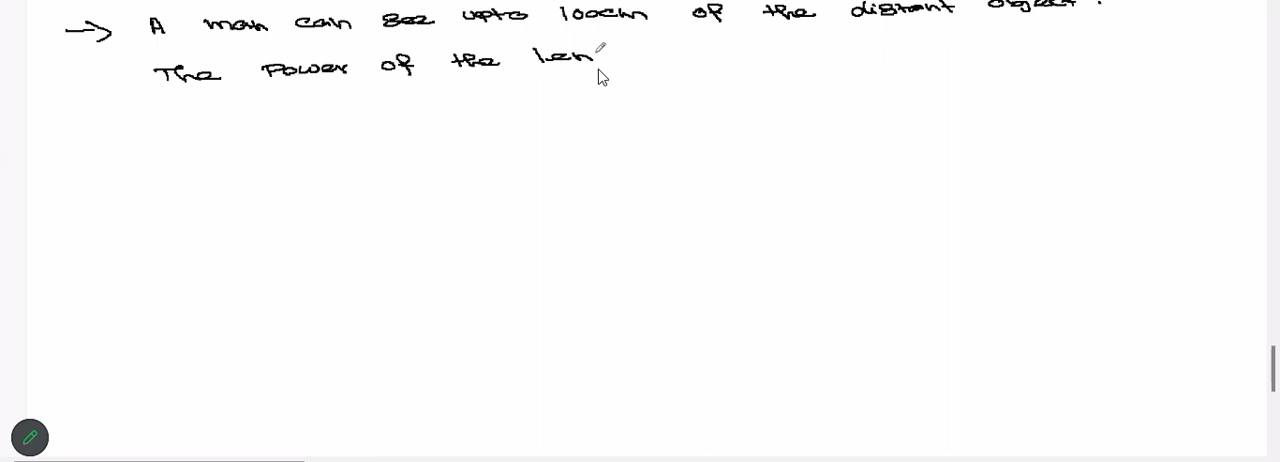 → A man can see upto 100cm of the distant object.
The Power of the len